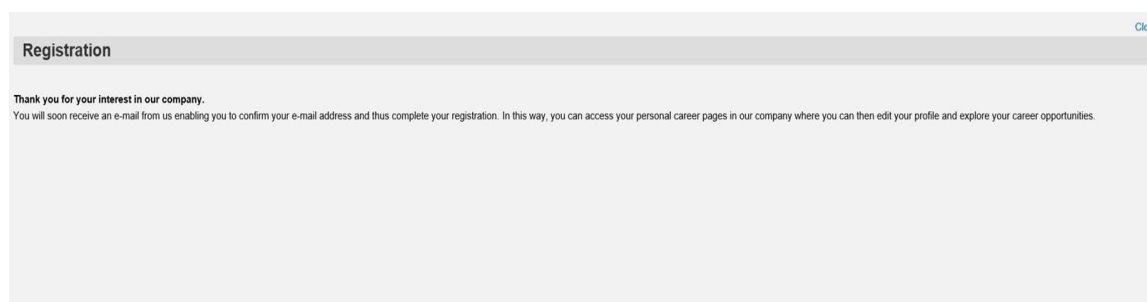 Registration
Thank you for your interest in our company.
You will soon receive an e-mail from us enabling you to confirm your e-mail address and thus complete your registration. In this way, you can access your personal career pages in our company where you can then edit your profile and explore your career opportunities.